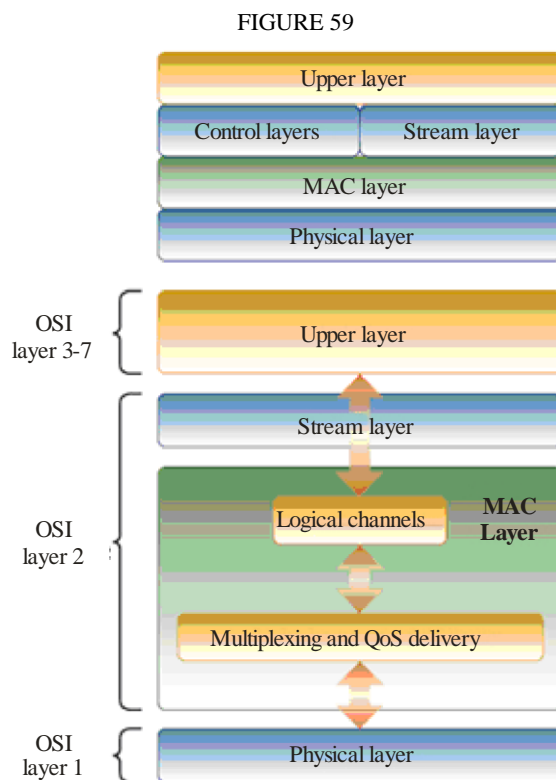 FIGURE 59
Upper layer
Control layers Stream layer
MAC layer
Physical layer
OSI
layer 3-7
Upper layer
Stream layer
OSI
layer 2
Logical channels
MAC
Layer
Multiplexing and QoS delivery
OSI
layer 1
Physical layer